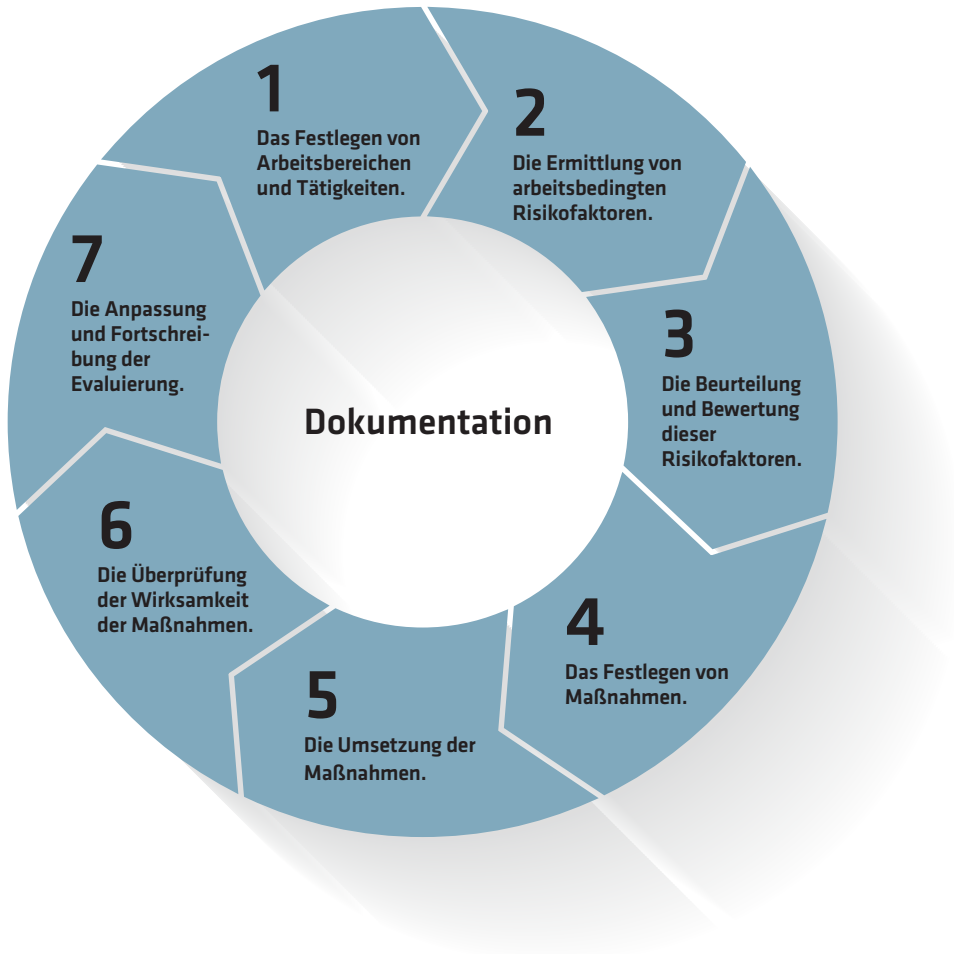 1
Das Festlegen von
Arbeitsbereichen
und Tätigkeiten.
2
Die Ermittlung von
arbeitsbedingten
Risikofaktoren.
3
Die Beurteilung
und Bewertung
dieser
Risikofaktoren.
4
Das Festlegen von
Maßnahmen.
5
Die Umsetzung der
Maßnahmen.
6
Die Überprüfung
der Wirksamkeit
der Maßnahmen.
7
Die Anpassung
und Fortschrei-
bung der
Evaluierung.
Dokumentation